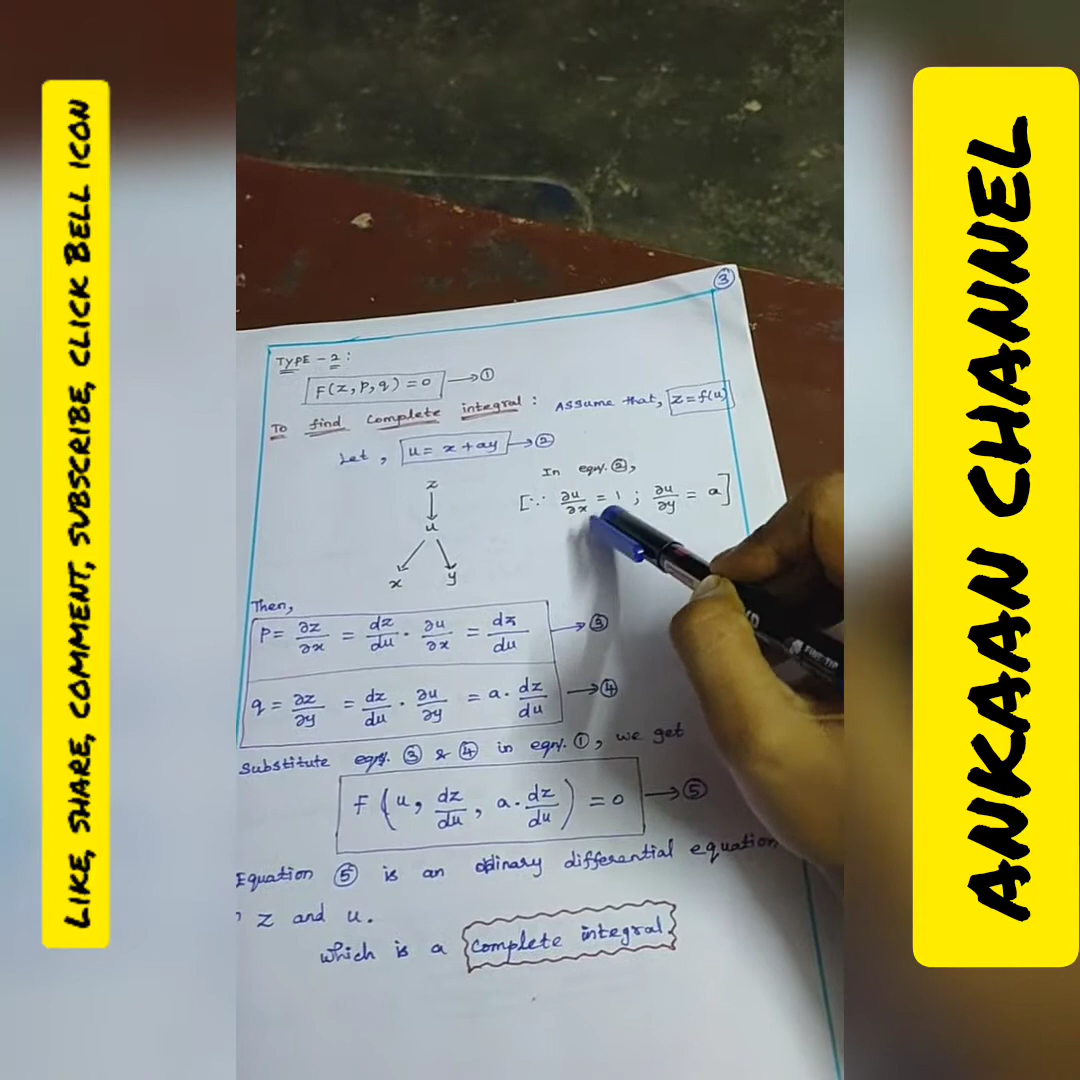 LIKE, SHARE, COMMENT, SUBSCRIBE, CLICK BELL ICON
③
TYPE - 2 :
F(z, p, q) = 0 → ①
To find complete integral : Assume that, z = f(u)
Let, u = x + ay → ②
In eqn. ②,
[∵ ∂u/∂x = 1 ; ∂u/∂y = a]
z
u
x y
Then,
P = ∂z/∂x = dz/du · ∂u/∂x = dz/du → ③
q = ∂z/∂y = dz/du · ∂u/∂y = a · dz/du → ④
Substitute eqn. ③ & ④ in eqn. ①, we get
F (u, dz/du, a · dz/du) = 0 → ⑤
Equation ⑤ is an ordinary differential equation
z and u.
which is a complete integral.
FINE TIP
ANKAAN CHANNEL